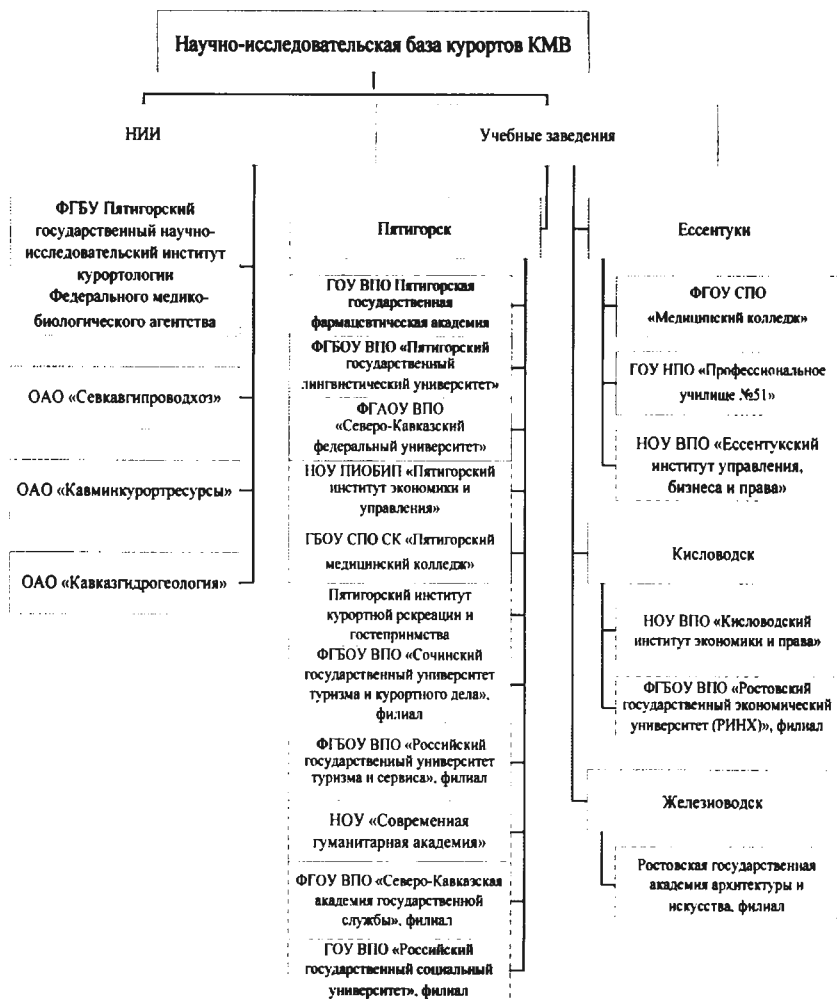 Научно-исследовательская база курортов КМВ
НИИ
Учебные заведения
ФГБУ Пятигорский
государственный научно-
исследовательский институт
курортологии
Федерального медико-
биологического агентства
ОАО «Севкавгипроводхоз»
ОАО «Кавминкурортресурсы»
ОАО «Кавказгидрогеология»
Пятигорск
ГОУ ВПО Пятигорская
государственная
фармацевтическая академия
ФГБОУ ВПО «Пятигорский
государственный
лингвистический университет»
ФГАОУ ВПО
«Северо-Кавказский
федеральный университет»
НОУ ПИОБИП «Пятигорский
институт экономики и
управления»
ГБОУ СПО СК «Пятигорский
медицинский колледж»
Пятигорский институт
курортной рекреации и
гостеприимства
ФГБОУ ВПО «Сочинский
государственный университет
туризма и курортного дела»,
филиал
ФГБОУ ВПО «Российский
государственный университет
туризма и сервиса», филиал
НОУ «Современная
гуманитарная академия»
ФГОУ ВПО «Северо-Кавказская
академия государственной
службы», филиал
ГОУ ВПО «Российский
государственный социальный
университет», филиал
Ессентуки
ФГОУ СПО
«Медицинский колледж»
ГОУ НПО «Профессиональное
училище №51»
НОУ ВПО «Ессентукский
институт управления,
бизнеса и права»
Кисловодск
НОУ ВПО «Кисловодский
институт экономики и права»
ФГБОУ ВПО «Ростовский
государственный экономический
университет (РИНХ)», филиал
Железноводск
Ростовская государственная
академия архитектуры и
искусства, филиал